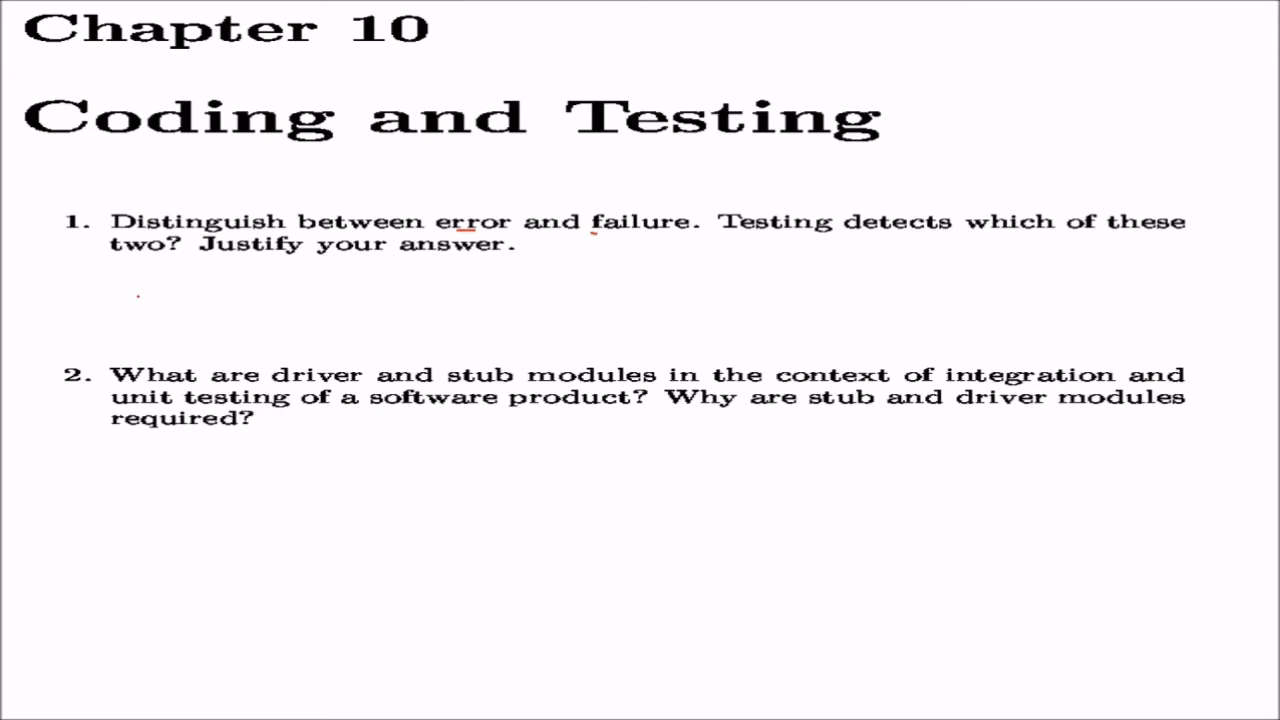 Chapter 10
Coding and Testing
1. Distinguish between error and failure. Testing detects which of these
two? Justify your answer.
2. What are driver and stub modules in the context of integration and
unit testing of a software product? Why are stub and driver modules
required?